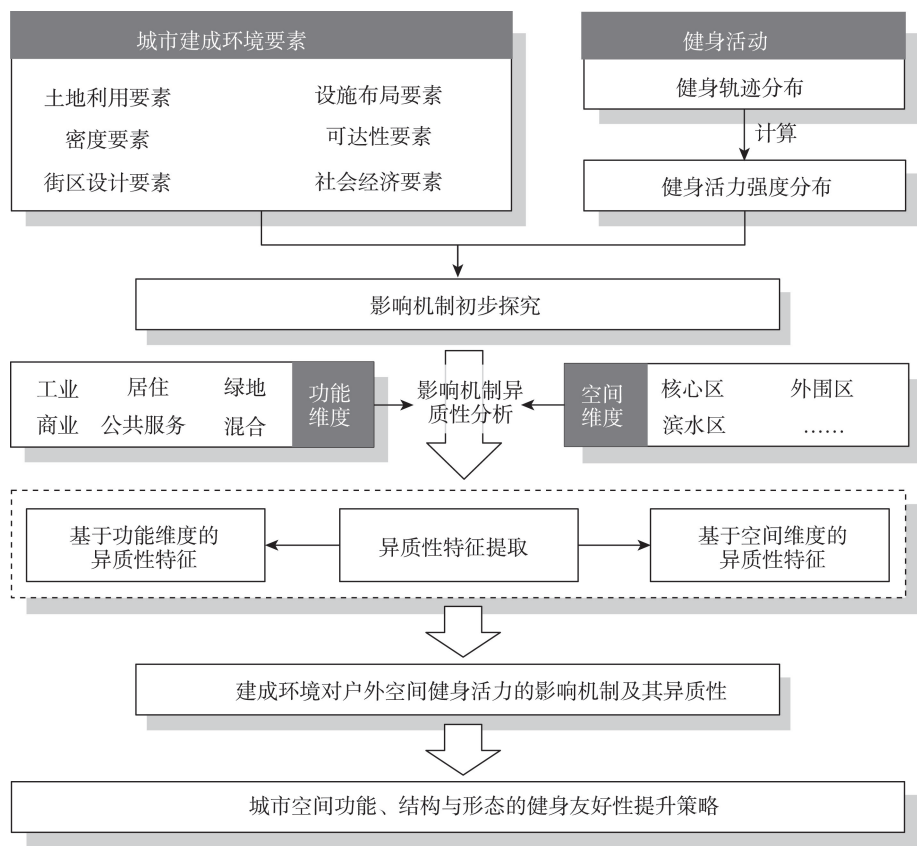 城市建成环境要素
健身活动
土地利用要素
设施布局要素
密度要素
可达性要素
街区设计要素
社会经济要素
健身轨迹分布
计算
健身活力强度分布
影响机制初步探究
工业 居住 绿地
商业 公共服务 混合
功能
维度
影响机制异
质性分析
空间
维度
核心区 外围区
滨水区 ……
基于功能维度的
异质性特征
异质性特征提取
基于空间维度的
异质性特征
建成环境对户外空间健身活力的影响机制及其异质性
城市空间功能、结构与形态的健身友好性提升策略